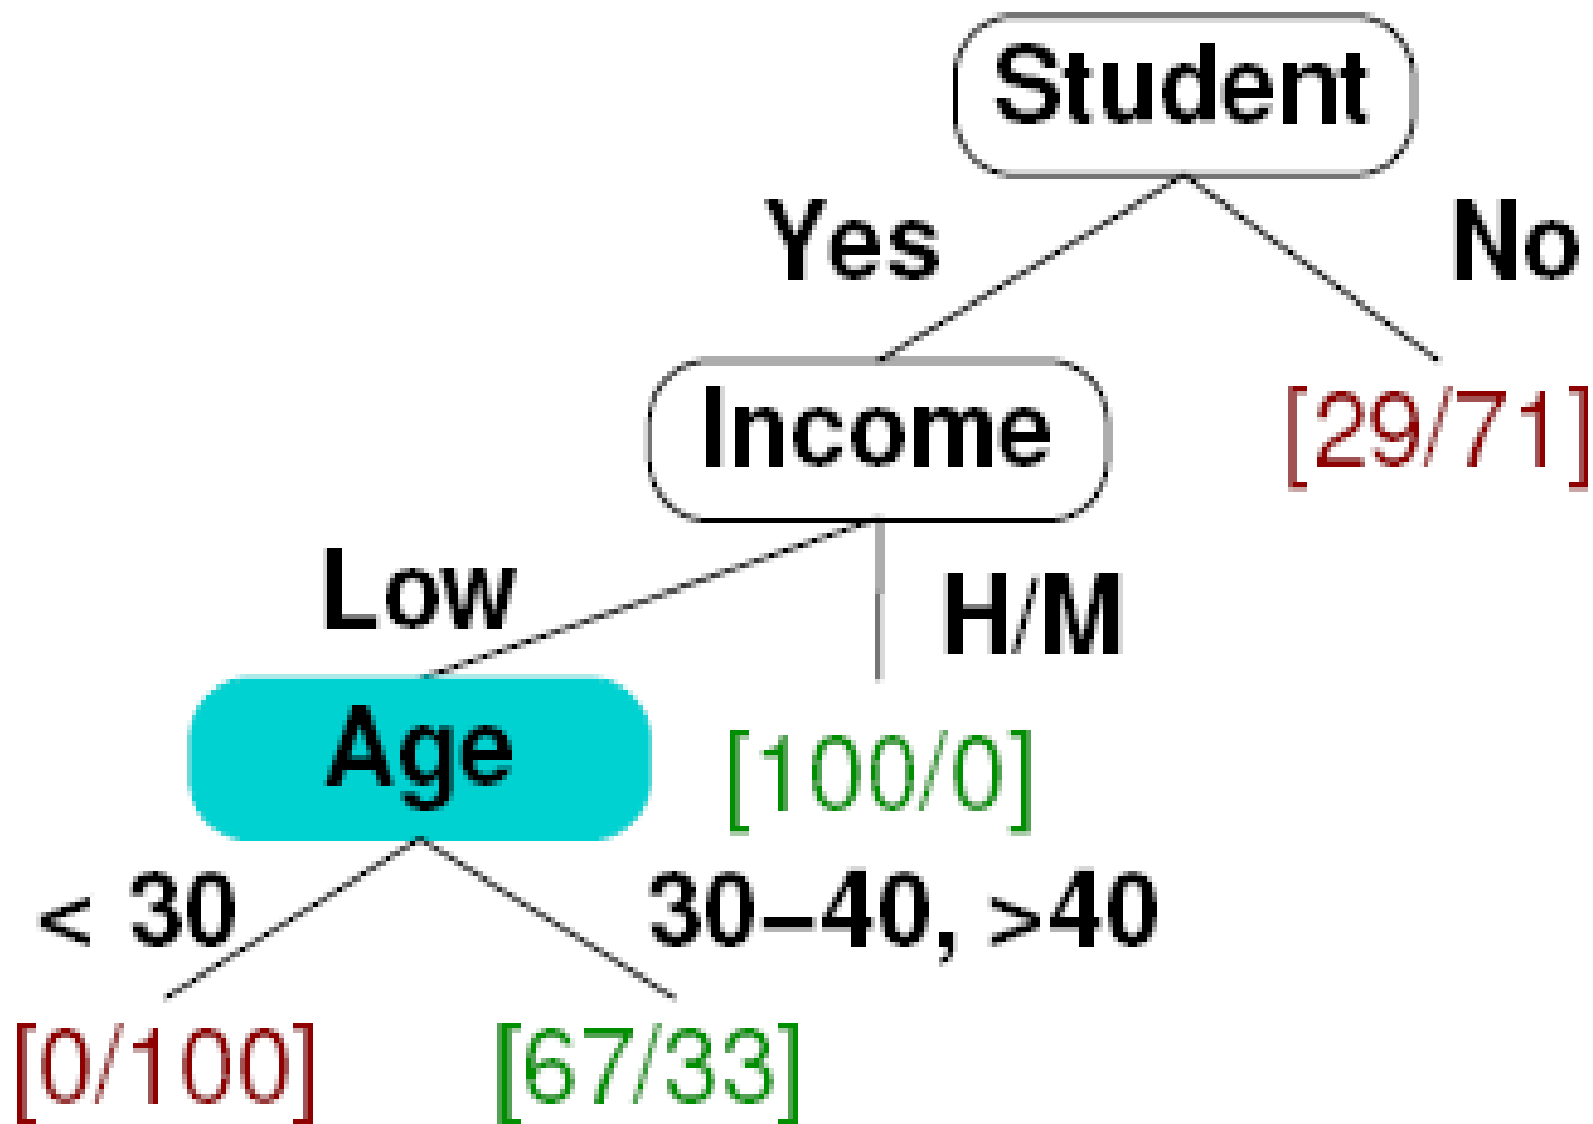 Student
Yes
No
Income
[29/71]
Low
H/M
Age
[100/0]
< 30
30–40, >40
[0/100]
[67/33]